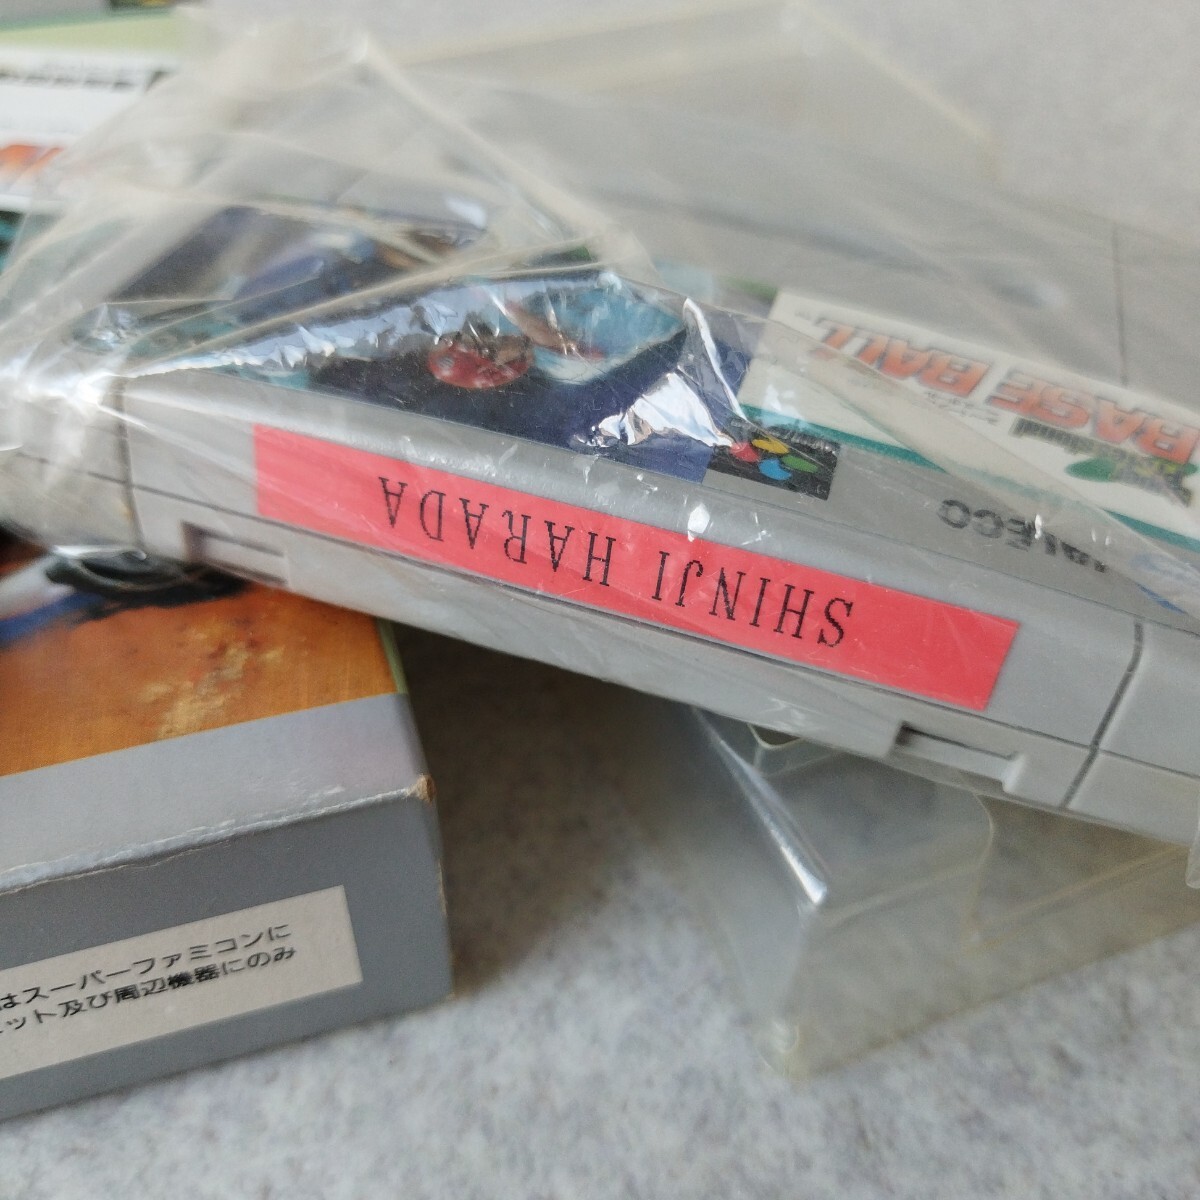 BASE BALL
JALECO
SHINJI HARADA
はスーパーファミコンに
ット及び周辺機器にのみ